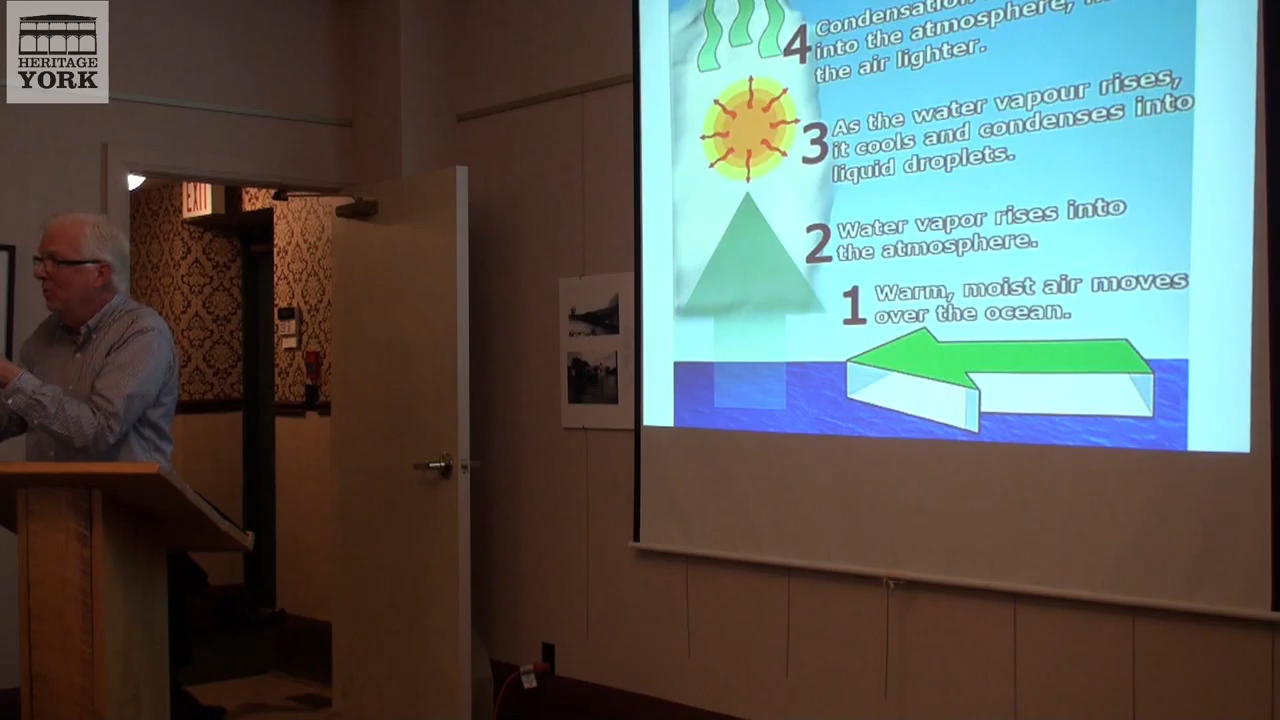 HERITAGE
YORK
EXIT
4 Condensation
into the atmosphere,
the air lighter.
3 As the water vapour rises,
it cools and condenses into
liquid droplets.
2 Water vapor rises into
the atmosphere.
1 Warm, moist air moves
over the ocean.